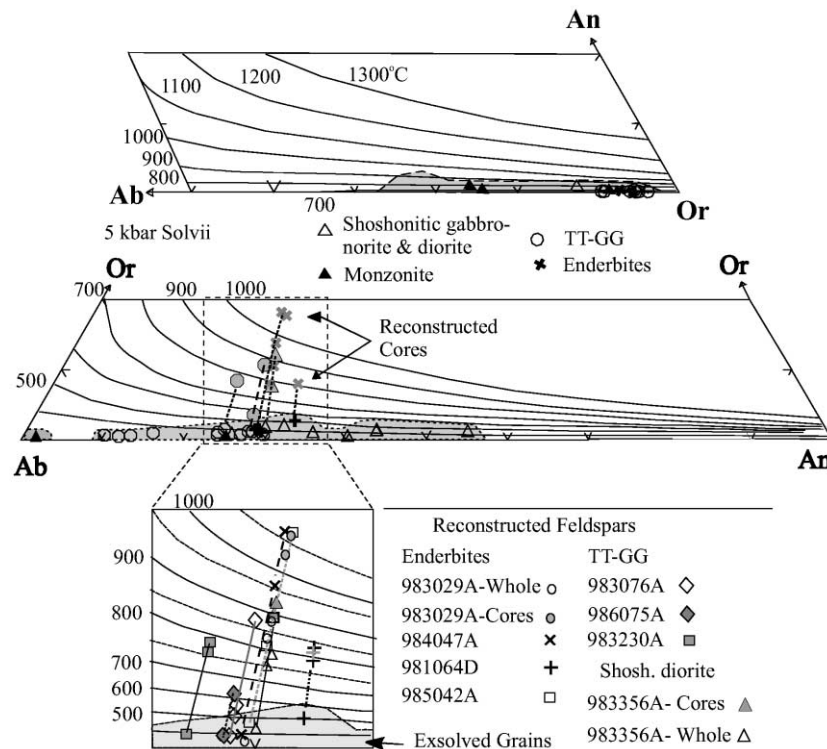 An
1300°C
1200
1100
1000
900
800
Ab
700
Or
5 kbar Solvii
Shoshonitic gabbro-
norite & diorite
TT-GG
Monzonite
Enderbites
Or
700
900
1000
Or
Reconstructed
Cores
500
Ab
An
1000
900
800
700
600
500
Exsolved Grains
Reconstructed Feldspars
Enderbites
TT-GG
983029A-Whole
983076A
983029A-Cores
986075A
984047A
983230A
981064D
Shosh. diorite
985042A
983356A- Cores
983356A- Whole